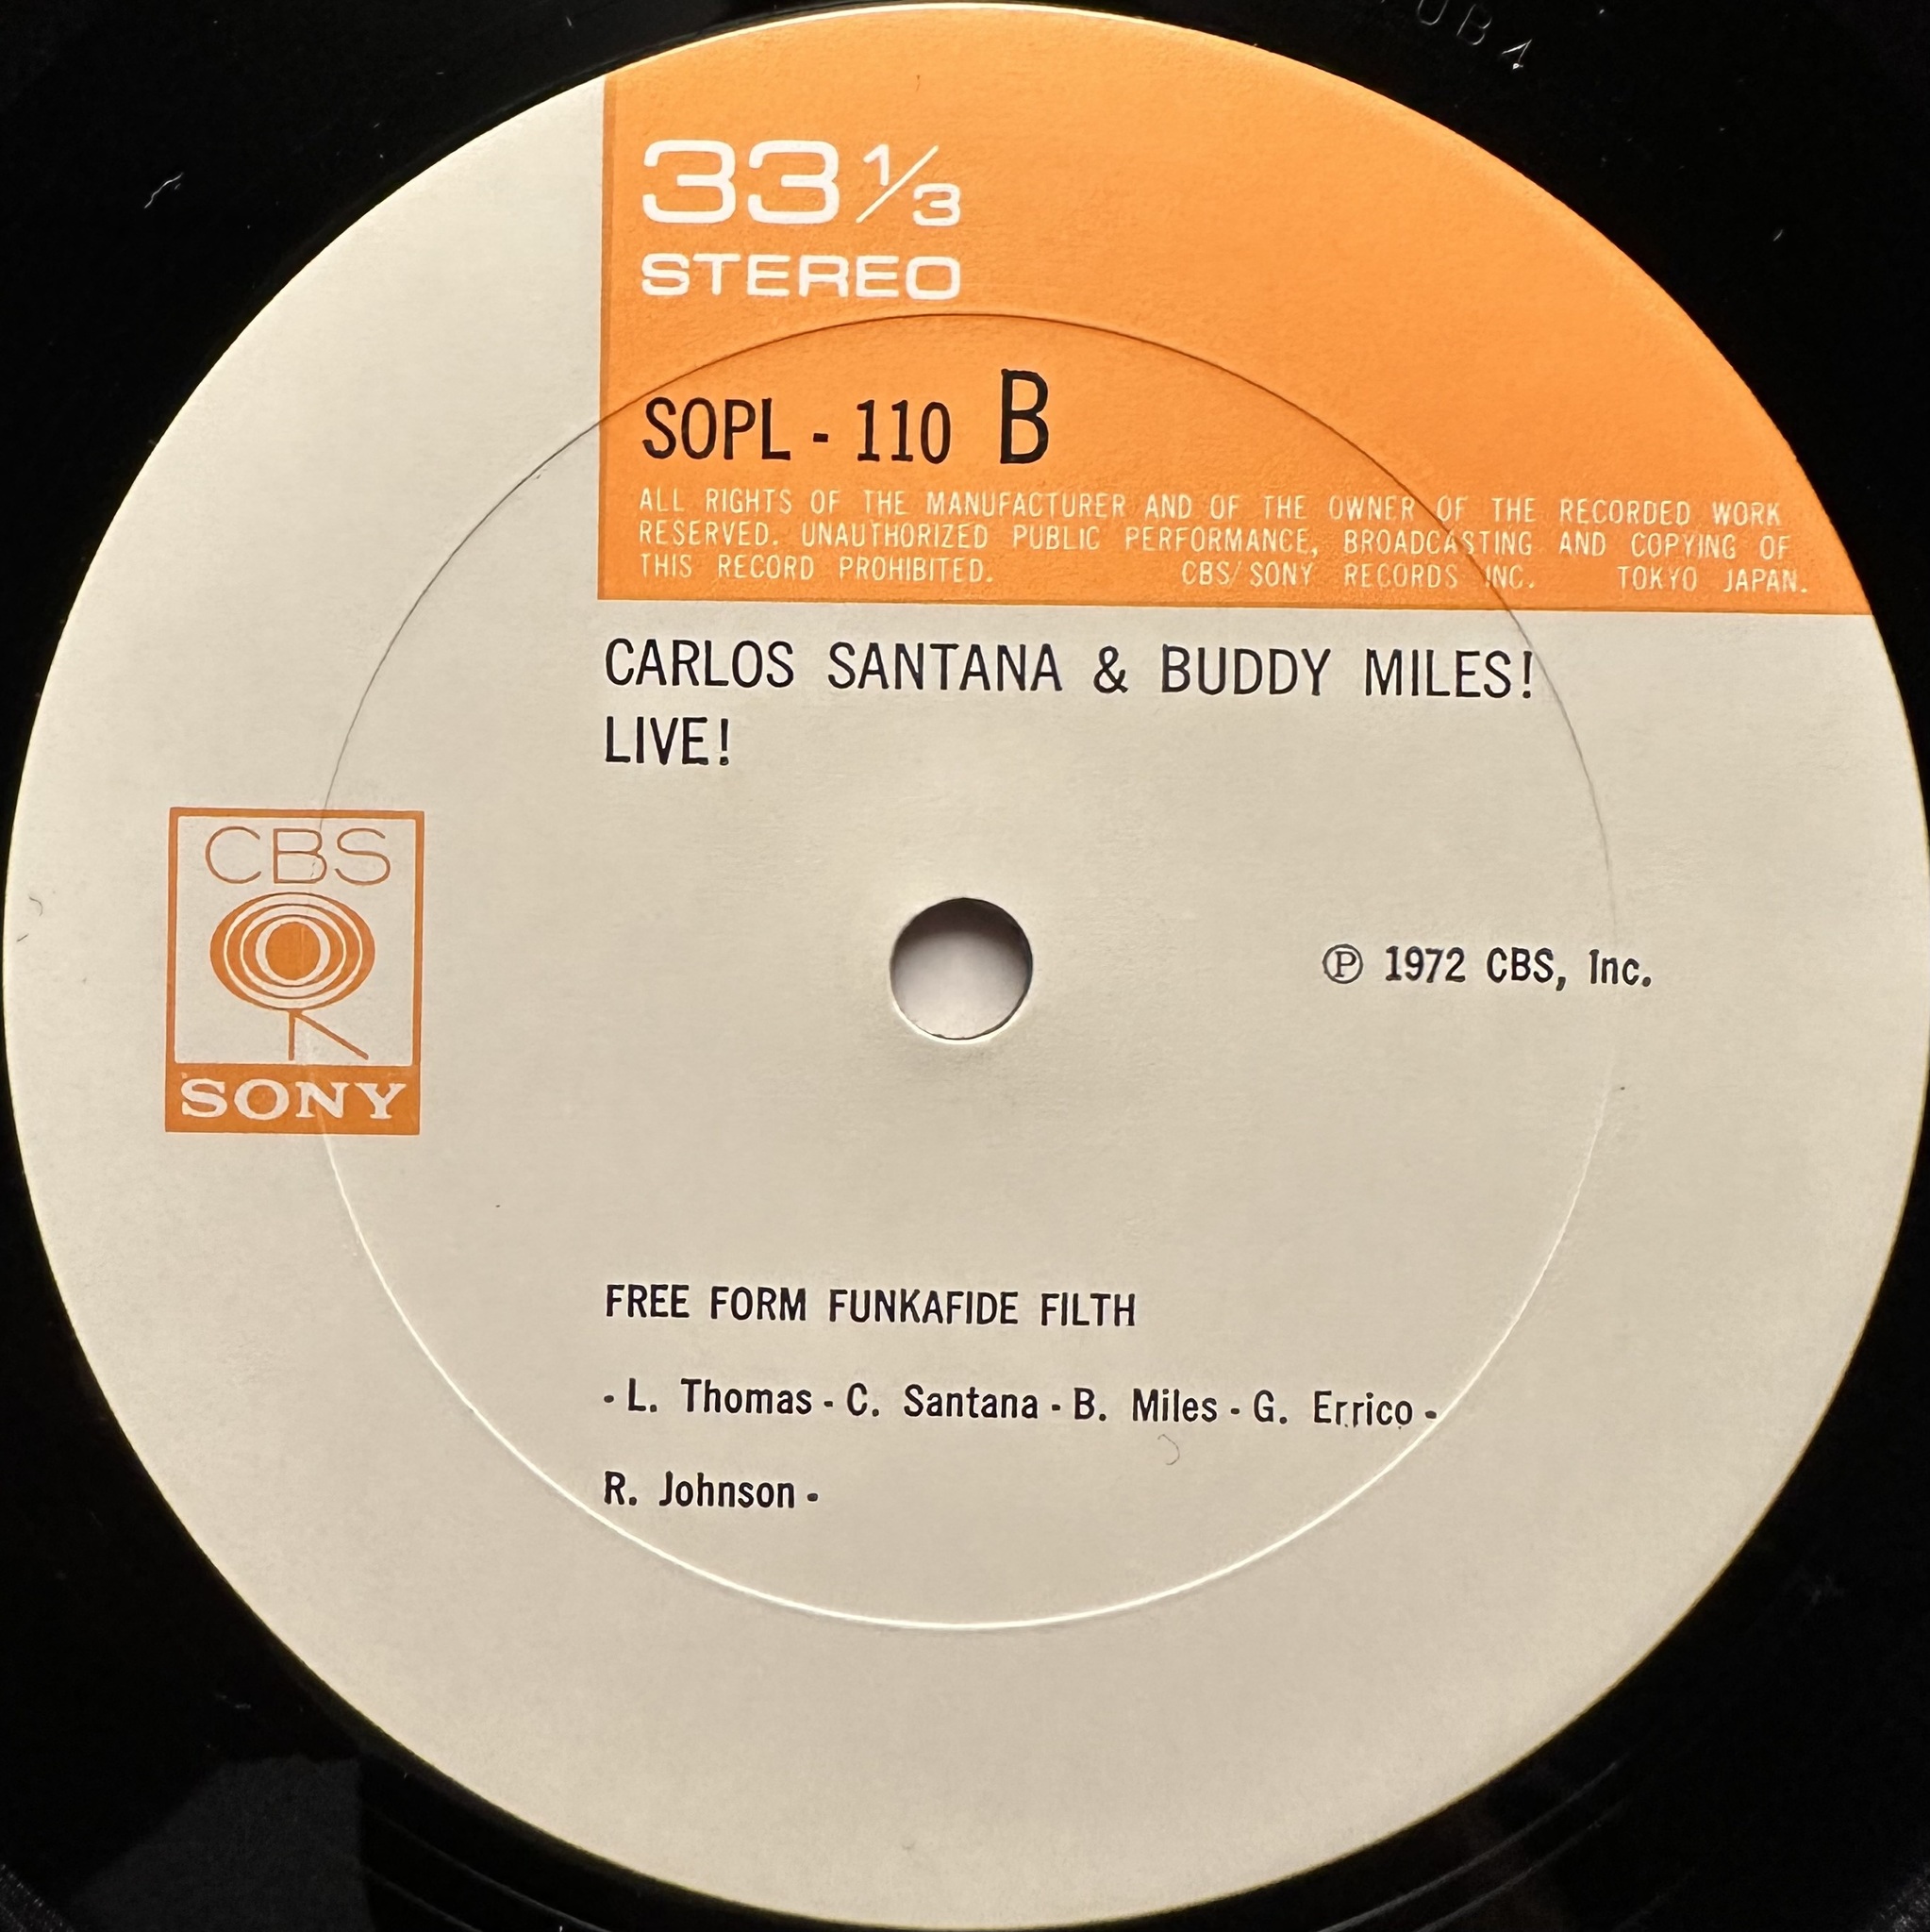 33 1/3
STEREO
SOPL - 110 B
ALL RIGHTS OF THE MANUFACTURER AND OF THE OWNER OF THE RECORDED WORK
RESERVED. UNAUTHORIZED PUBLIC PERFORMANCE, BROADCASTING AND COPYING OF
THIS RECORD PROHIBITED. CBS/SONY RECORDS INC. TOKYO JAPAN.
CARLOS SANTANA & BUDDY MILES!
LIVE!
CBS
SONY
Ⓟ 1972 CBS, Inc.
FREE FORM FUNKAFIDE FILTH
- L. Thomas - C. Santana - B. Miles - G. Errico -
R. Johnson -